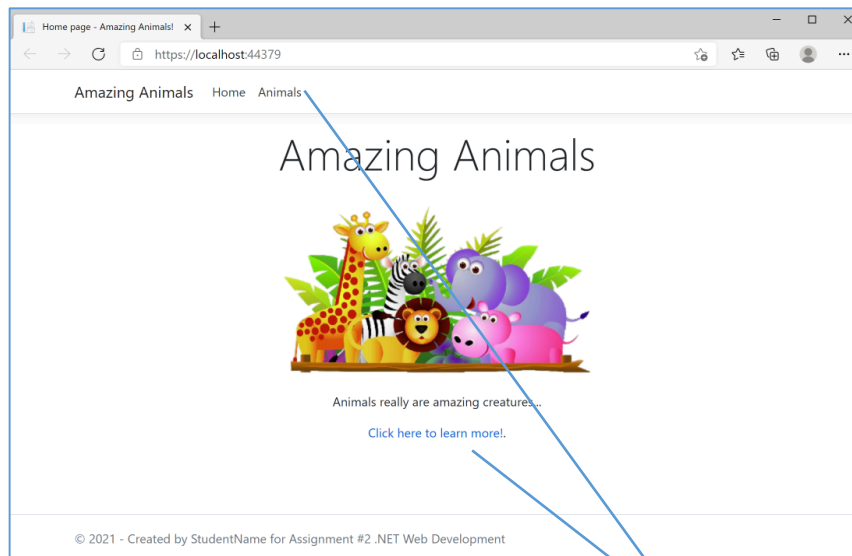 Home page - Amazing Animals!
https://localhost:44379
Amazing Animals Home Animals
Amazing Animals
Animals really are amazing creatures...
Click here to learn more!.
© 2021 - Created by StudentName for Assignment #2 .NET Web Development